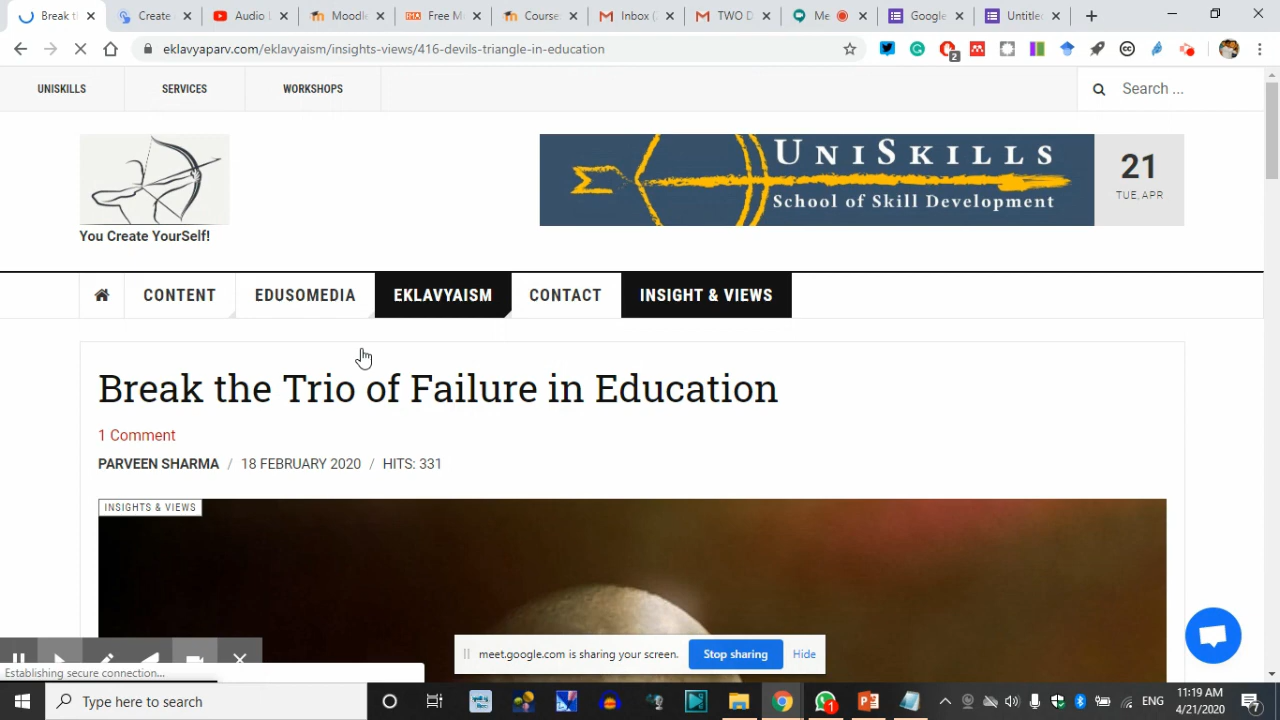 Break t
Create
Audio L
Moodle
Free M
Course
Inbox (
TWO D
Me
Google
Untitle
eklavyaparv.com/eklavyaism/insights-views/416-devils-triangle-in-education
2
UNISKILLS
SERVICES
WORKSHOPS
Search ...
You Create YourSelf!
UNISKILLS
School of Skill Development
21
TUE, APR
CONTENT
EDUSOMEDIA
EKLAVYAISM
CONTACT
INSIGHT & VIEWS
Break the Trio of Failure in Education
1 Comment
PARVEEN SHARMA / 18 FEBRUARY 2020 / HITS: 331
INSIGHTS & VIEWS
meet.google.com is sharing your screen.
Stop sharing
Hide
Establishing secure connection...
Type here to search
1
ENG
11:19 AM
4/21/2020
7